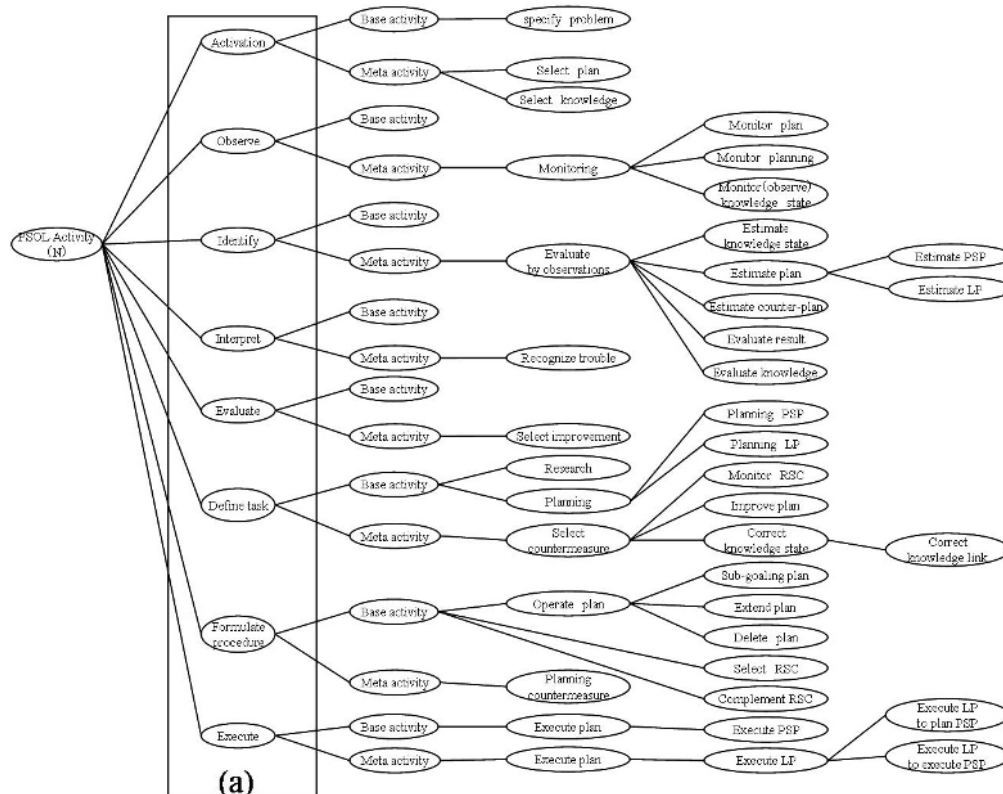 Base activity
specify problem
Activation
Meta activity
Select plan
Select knowledge
Base activity
Observe
Monitor plan
Meta activity
Monitoring
Monitor planning
Monitor (observe)
knowledge state
Base activity
PSOL Activity
(N)
Identify
Estimate
knowledge state
Meta activity
Evaluate
by observations
Estimate plan
Estimate PSP
Estimate LP
Estimate counter-plan
Base activity
Interpret
Evaluate result
Meta activity
Recognize trouble
Evaluate knowledge
Base activity
Evaluate
Planning PSP
Meta activity
Select improvement
Planning LP
Research
Monitor RSC
Base activity
Define task
Planning
Improve plan
Meta activity
Select
countermeasure
Correct
knowledge state
Correct
knowledge link
Sub-goaling plan
Base activity
Operate plan
Extend plan
Formulate
procedure
Delete plan
Select RSC
Meta activity
Planning
countermeasure
Complement RSC
Base activity
Execute plan
Execute PSP
Execute LP
to plan PSP
Execute
Meta activity
Execute plan
Execute LP
Execute LP
to execute PSP
(a)